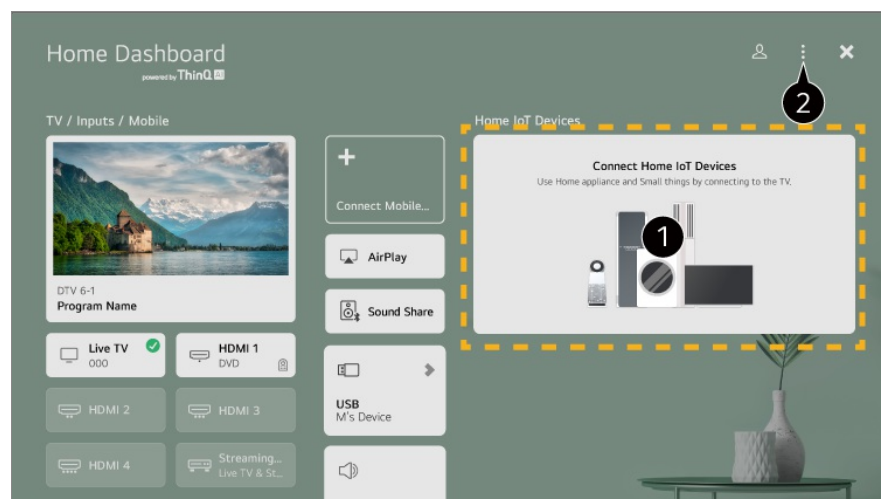 Home Dashboard
powered by ThinQ AI
2
TV / Inputs / Mobile
DTV 6-1
Program Name
Live TV
000
HDMI 1
DVD
HDMI 2
HDMI 3
HDMI 4
Streaming...
Live TV & St...
Connect Mobile...
AirPlay
Sound Share
USB
M's Device
Home IoT Devices
Connect Home IoT Devices
Use Home appliance and Small things by connecting to the TV.
1